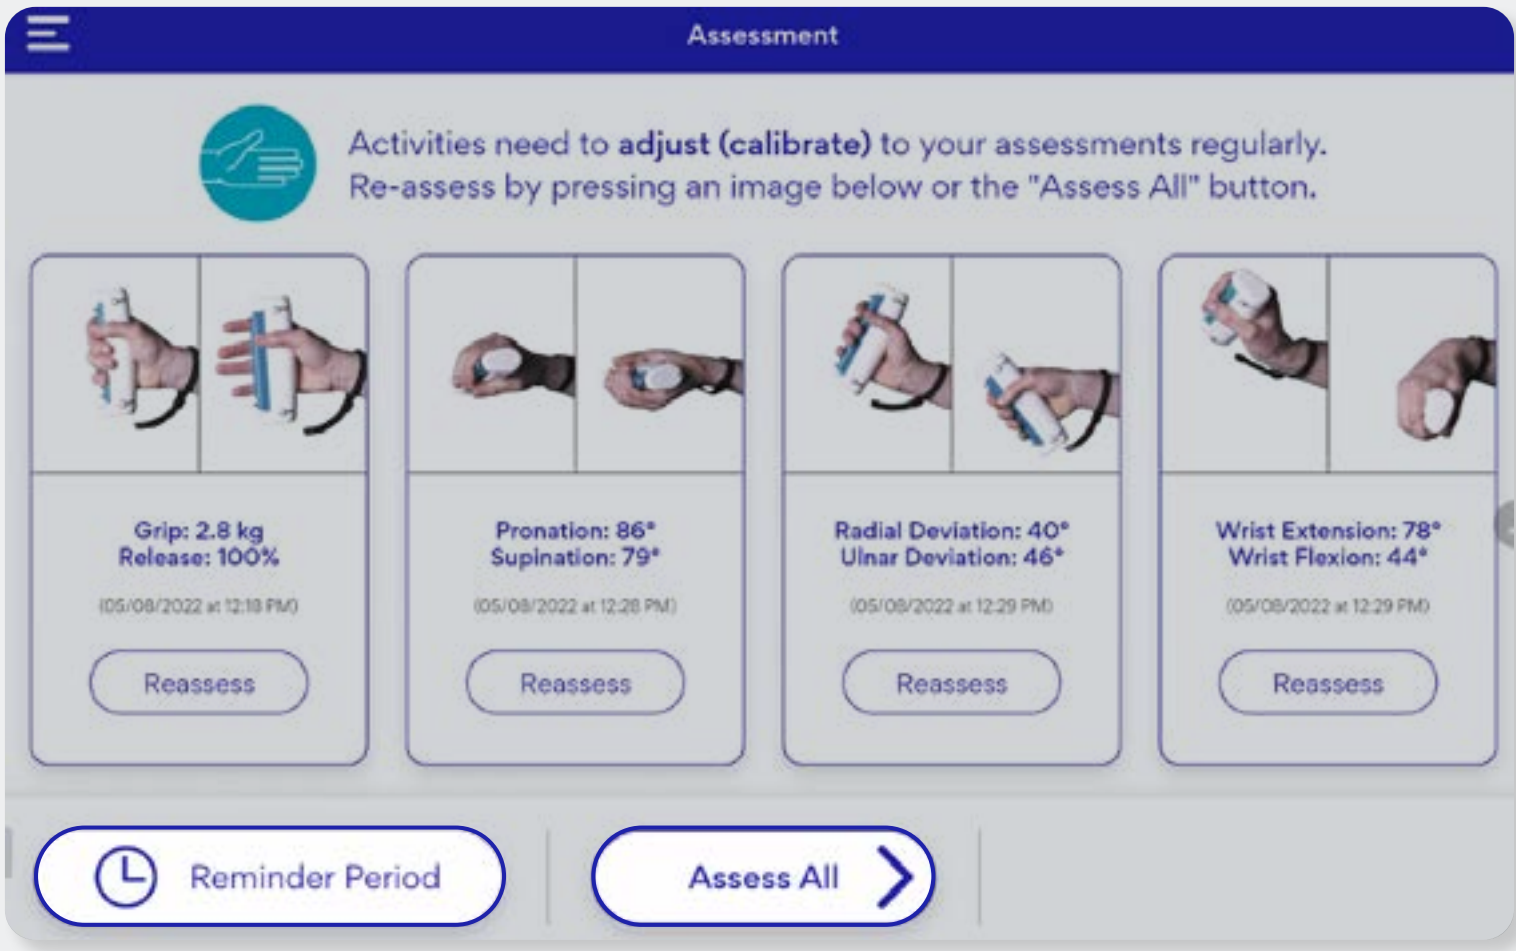 Assessment
Activities need to adjust (calibrate) to your assessments regularly.
Re-assess by pressing an image below or the "Assess All" button.
Grip: 2.8 kg
Release: 100%
(05/08/2022 at 12:18 PM)
Reassess
Pronation: 86°
Supination: 79°
(05/08/2022 at 12:28 PM)
Reassess
Radial Deviation: 40°
Ulnar Deviation: 46°
(05/08/2022 at 12:29 PM)
Reassess
Wrist Extension: 78°
Wrist Flexion: 44°
(05/08/2022 at 12:29 PM)
Reassess
Reminder Period
Assess All